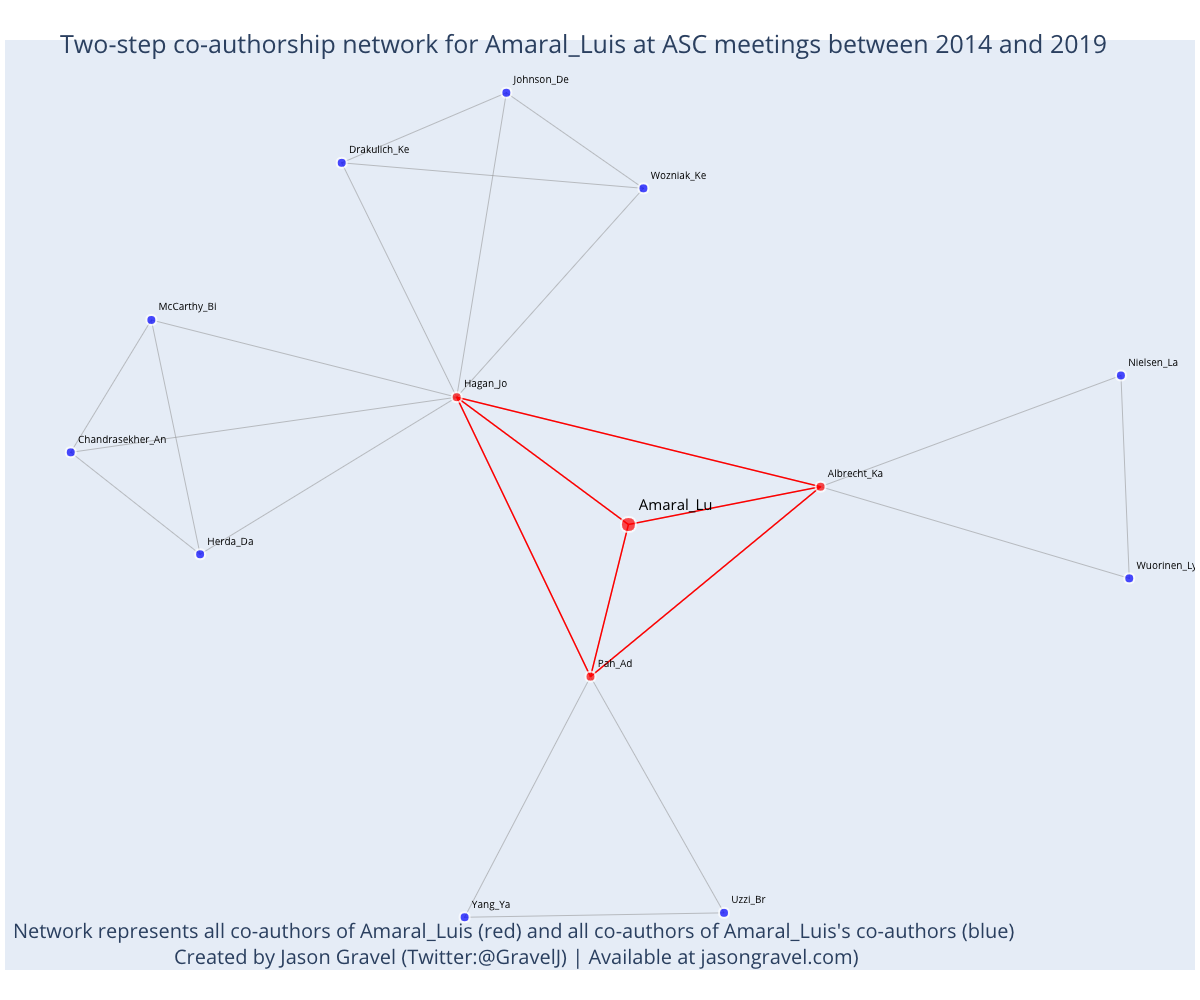 Two-step co-authorship network for Amaral_Luis at ASC meetings between 2014 and 2019
Johnson_De
Drakulich_Ke
Wozniak_Ke
McCarthy_Bi
Nielsen_La
Hagan_Jo
Chandrasekher_An
Albrecht_Ka
Amaral_Lu
Herda_Da
Wuorinen_Ly
Pah_Ad
Uzzi_Br
Yang_Ya
Network represents all co-authors of Amaral_Luis (red) and all co-authors of Amaral_Luis's co-authors (blue)
Created by Jason Gravel (Twitter:@GravelJ) | Available at jasongravel.com)